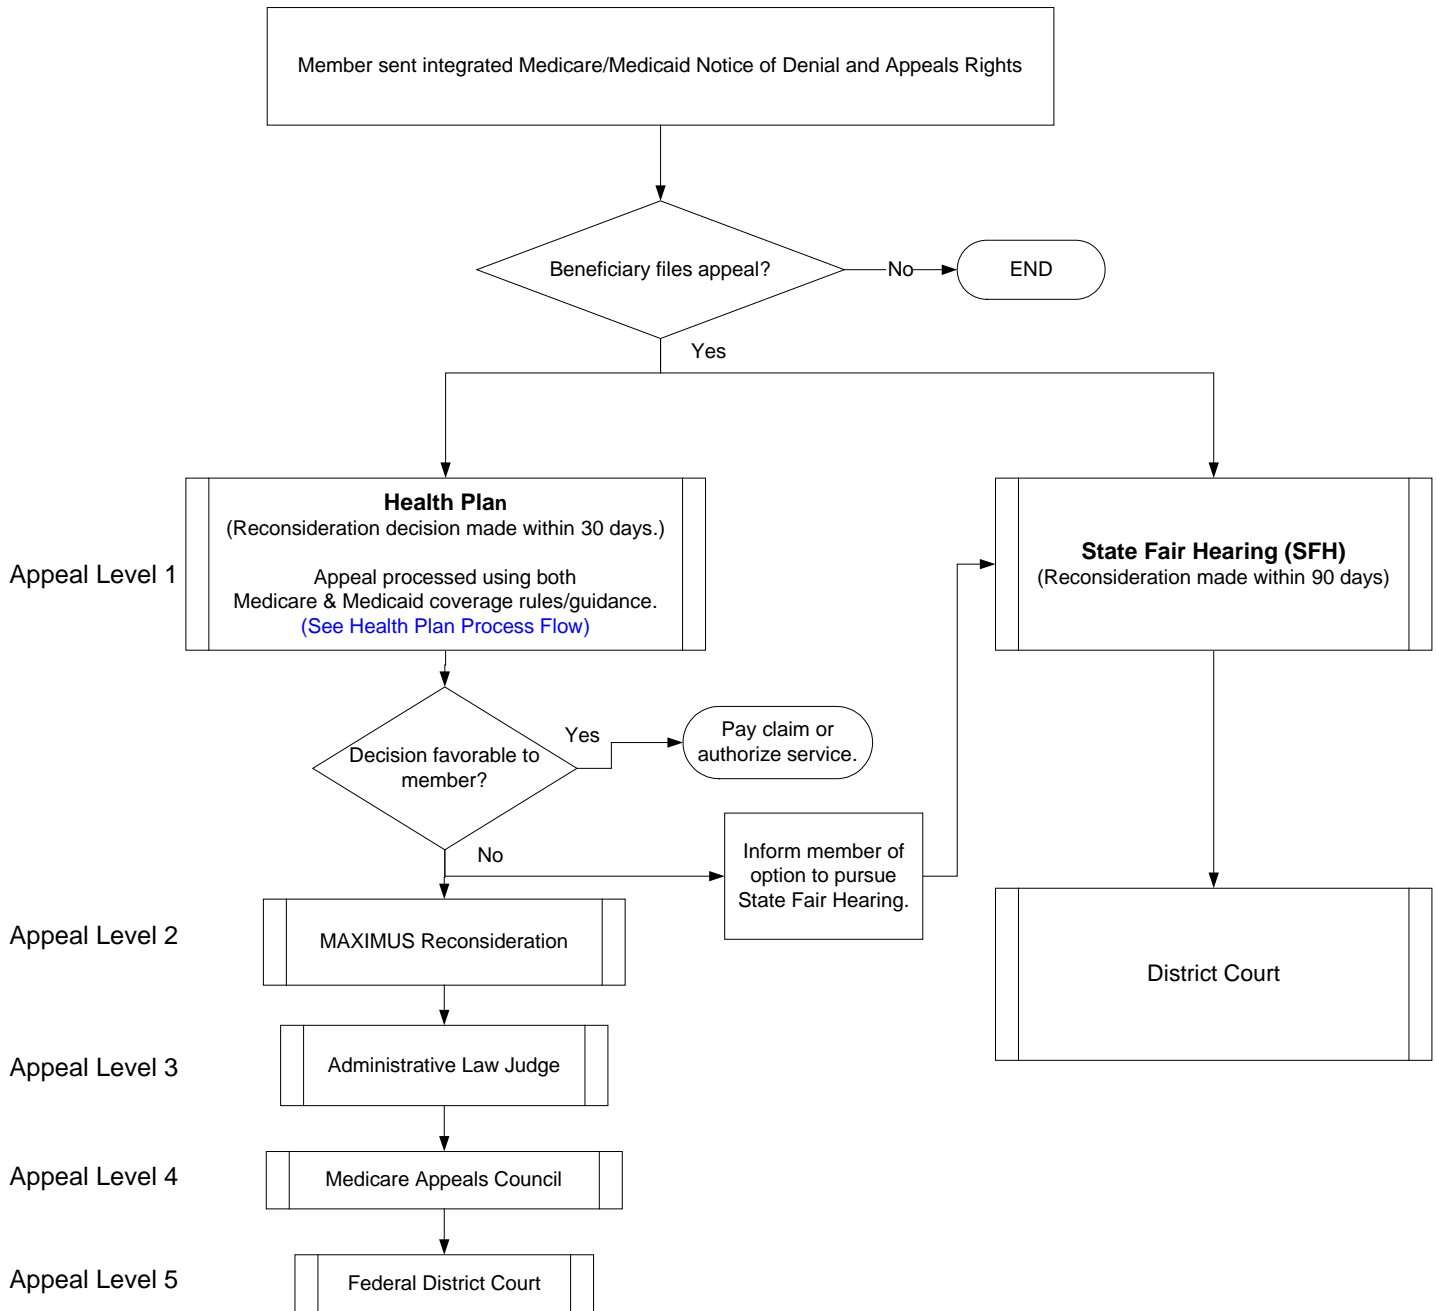 Member sent integrated Medicare/Medicaid Notice of Denial and Appeals Rights
Beneficiary files appeal?
No
END
Yes
Appeal Level 1
Health Plan
(Reconsideration decision made within 30 days.)
Appeal processed using both
Medicare & Medicaid coverage rules/guidance.
(See Health Plan Process Flow)
State Fair Hearing (SFH)
(Reconsideration made within 90 days)
Decision favorable to
member?
Yes
Pay claim or
authorize service.
No
Inform member of
option to pursue
State Fair Hearing.
Appeal Level 2
MAXIMUS Reconsideration
District Court
Appeal Level 3
Administrative Law Judge
Appeal Level 4
Medicare Appeals Council
Appeal Level 5
Federal District Court